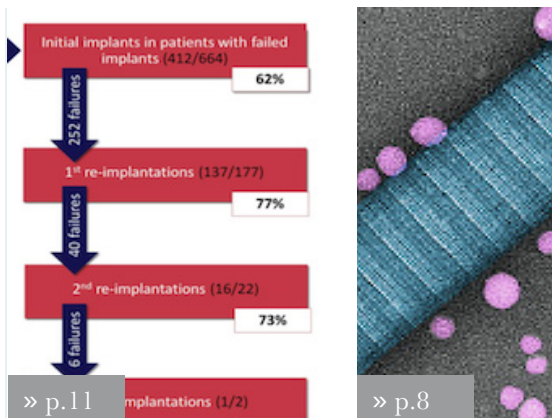 Initial implants in patients with failed
implants (412/664)
62%
252 failures
1st re-implantations (137/177)
77%
40 failures
2nd re-implantations (16/22)
73%
6 failures
implantations (1/2)
» p.11
» p.8